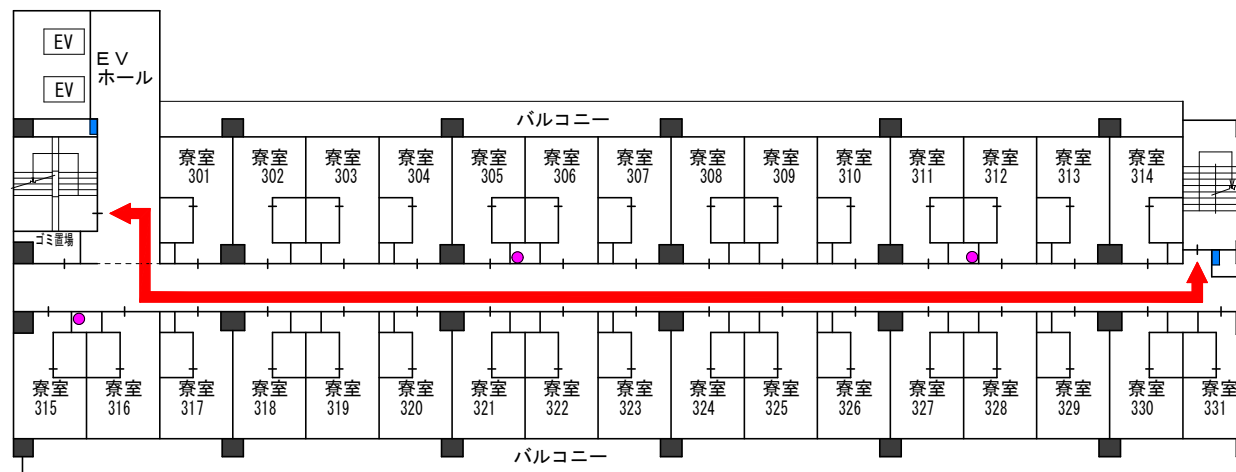 EV
EV
EV
ホール
バルコニー
寮室
301
寮室
302
寮室
303
寮室
304
寮室
305
寮室
306
寮室
307
寮室
308
寮室
309
寮室
310
寮室
311
寮室
312
寮室
313
寮室
314
ゴミ置場
寮室
315
寮室
316
寮室
317
寮室
318
寮室
319
寮室
320
寮室
321
寮室
322
寮室
323
寮室
324
寮室
325
寮室
326
寮室
327
寮室
328
寮室
329
寮室
330
寮室
331
バルコニー